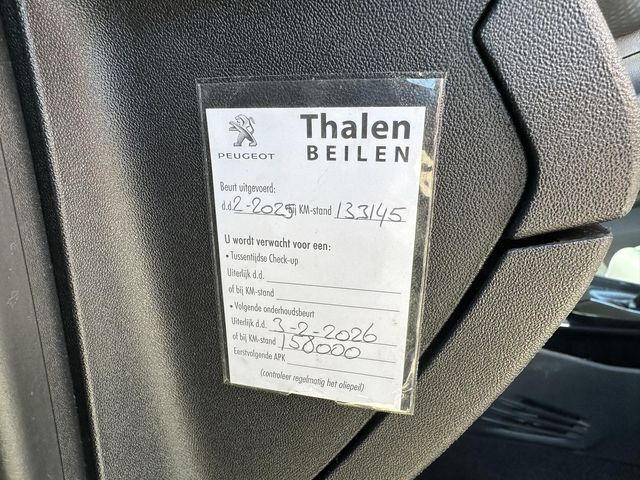 Thalen
PEUGEOT BEILEN
Beurt uitgevoerd:
d.d. 2-2025 bij KM-stand 133145
U wordt verwacht voor een:
• Tussentijdse Check-up
Uiterlijk d.d.
of bij KM-stand
• Volgende onderhoudsbeurt
Uiterlijk d.d. 3-2-2026
of bij KM-stand 158000
Eerstvolgende APK
(controleer regelmatig het oliepeil)